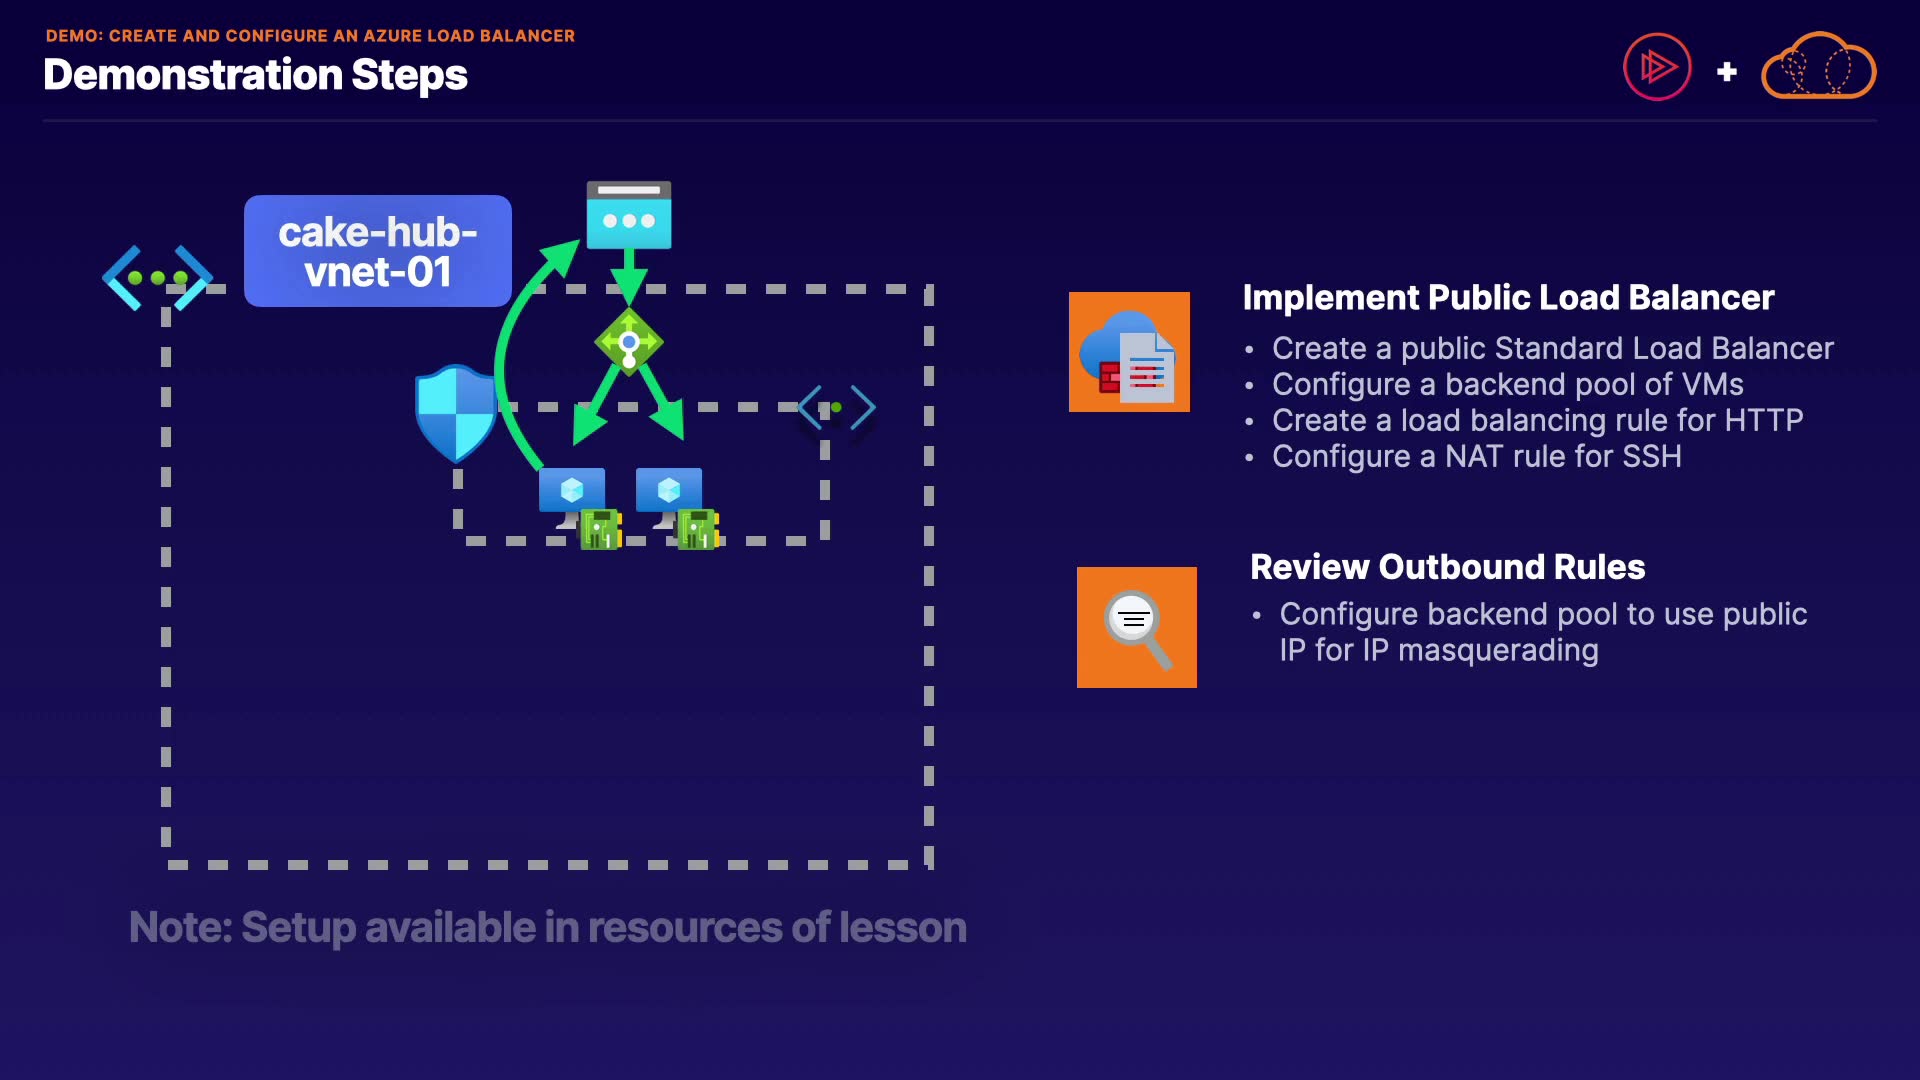 DEMO: CREATE AND CONFIGURE AN AZURE LOAD BALANCER
Demonstration Steps
cake-hub-
vnet-01
Implement Public Load Balancer
• Create a public Standard Load Balancer
• Configure a backend pool of VMs
• Create a load balancing rule for HTTP
• Configure a NAT rule for SSH
Review Outbound Rules
• Configure backend pool to use public
IP for IP masquerading
Note: Setup available in resources of lesson